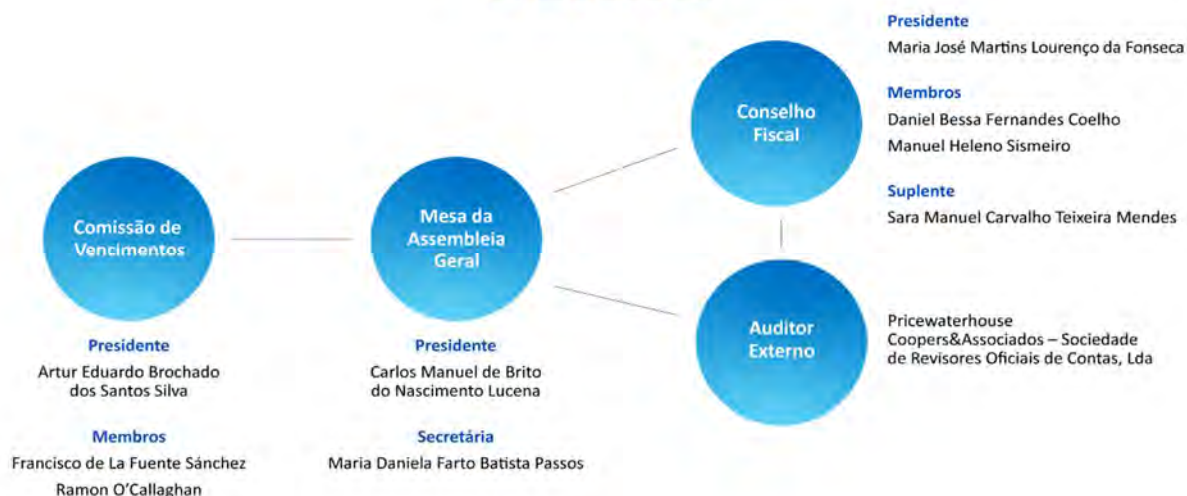 Comissão de
Vencimentos
Presidente
Artur Eduardo Brochado
dos Santos Silva
Membros
Francisco de La Fuente Sánchez
Ramon O'Callaghan
Mesa da
Assembleia
Geral
Presidente
Carlos Manuel de Brito
do Nascimento Lucena
Secretária
Maria Daniela Farto Batista Passos
Conselho
Fiscal
Presidente
Maria José Martins Lourenço da Fonseca
Membros
Daniel Bessa Fernandes Coelho
Manuel Heleno Sismeiro
Suplente
Sara Manuel Carvalho Teixeira Mendes
Auditor
Externo
Pricewaterhouse
Coopers&Associados – Sociedade
de Revisores Oficiais de Contas, Lda